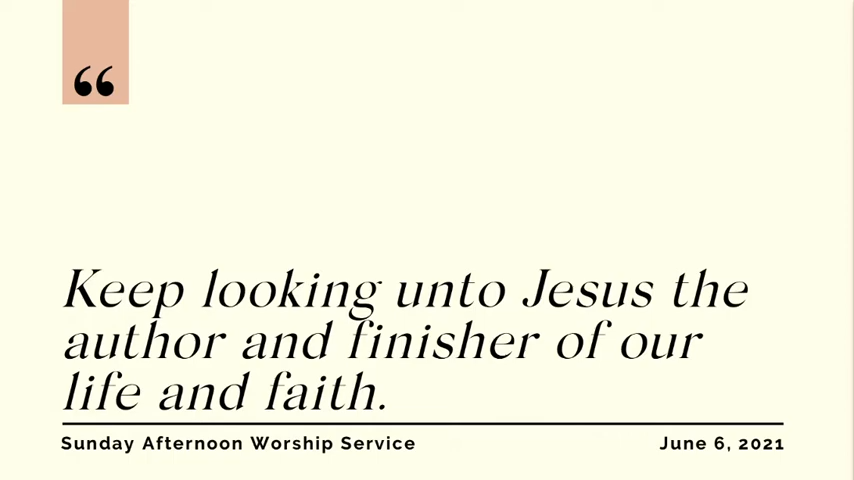 “
Keep looking unto Jesus the
author and finisher of our
life and faith.
Sunday Afternoon Worship Service
June 6, 2021